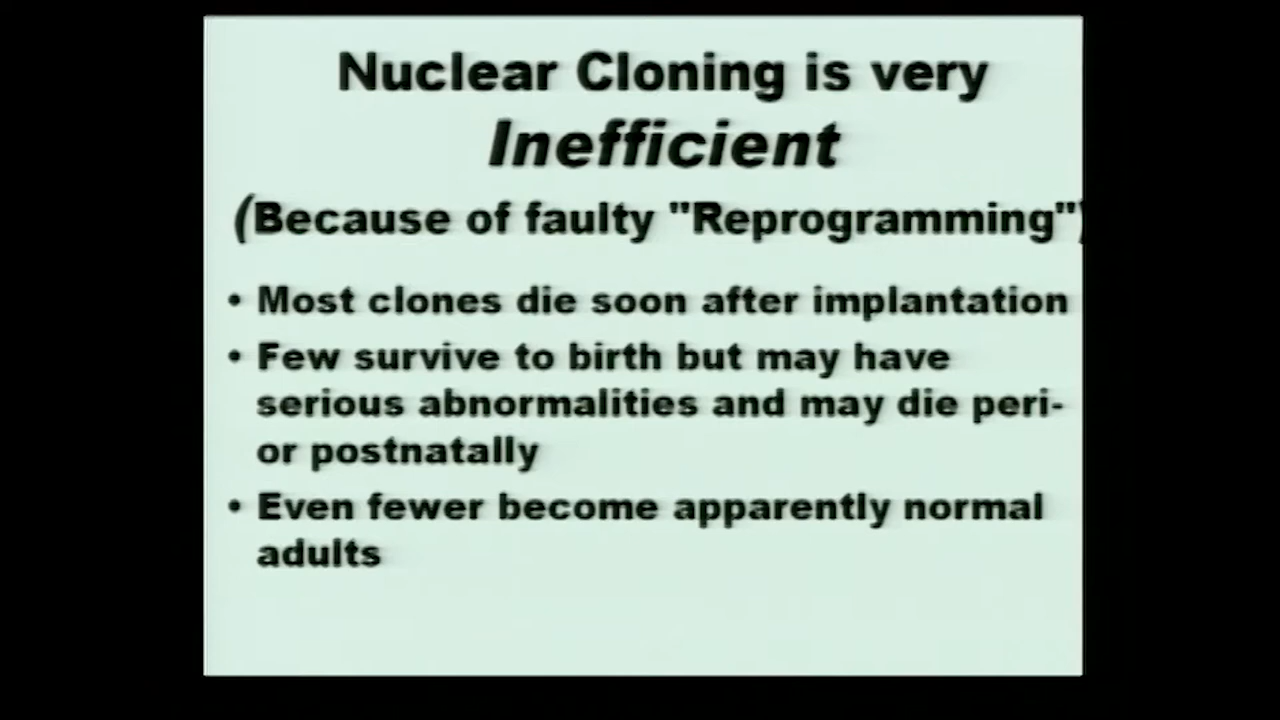 Nuclear Cloning is very
Inefficient
(Because of faulty "Reprogramming")
• Most clones die soon after implantation
• Few survive to birth but may have
serious abnormalities and may die peri-
or postnatally
• Even fewer become apparently normal
adults